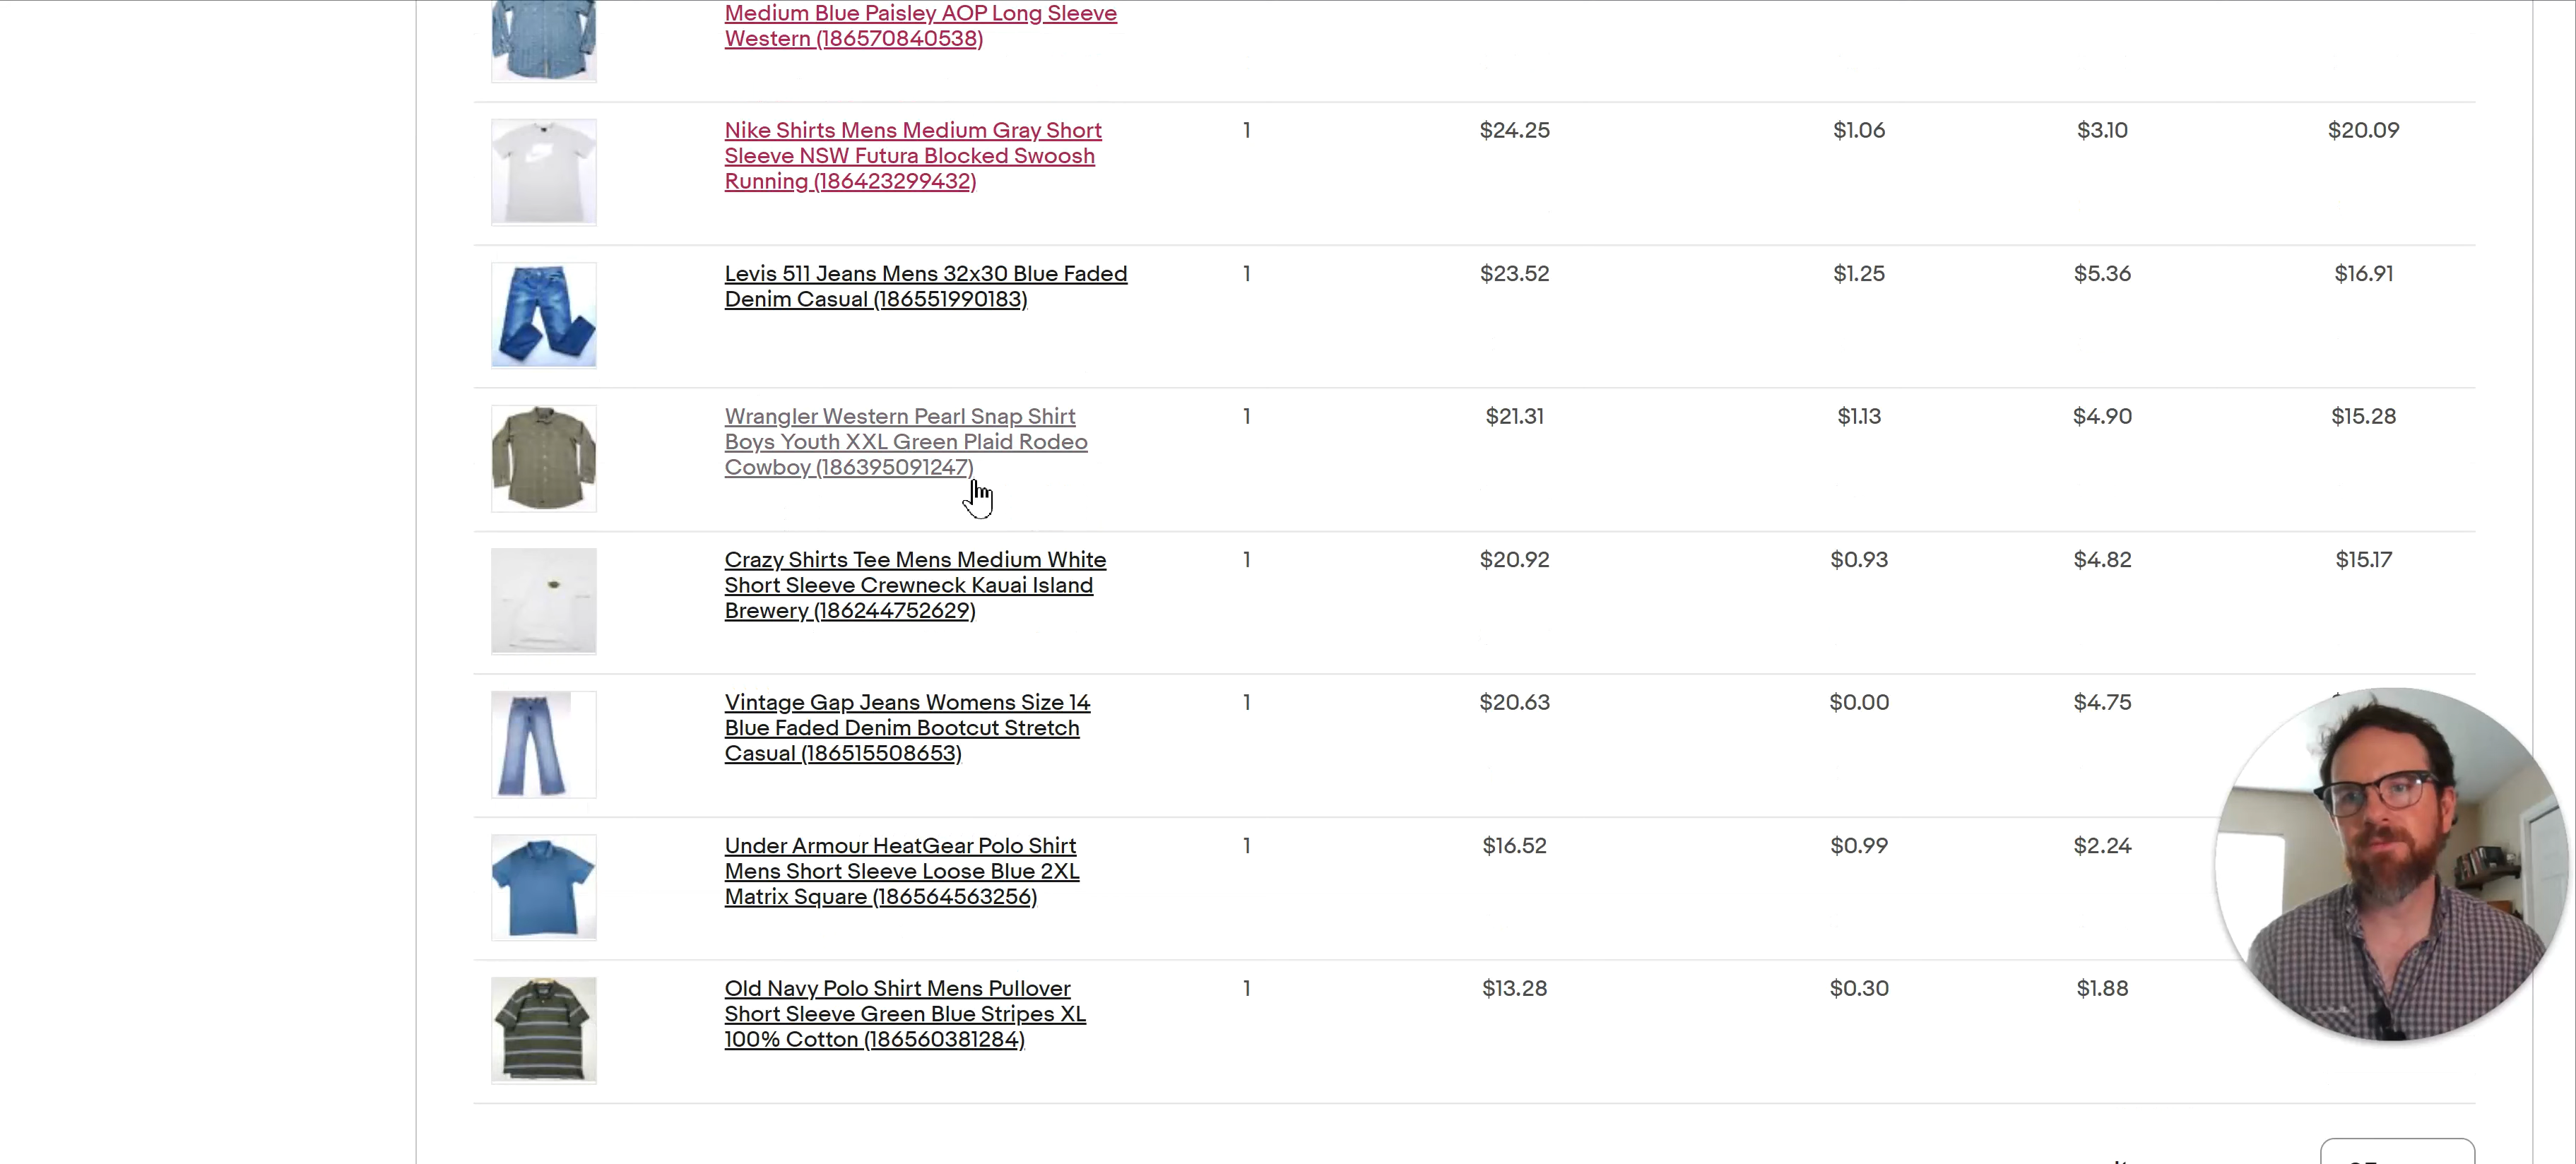 Medium Blue Paisley AOP Long Sleeve
Western (186570840538)
Nike Shirts Mens Medium Gray Short
Sleeve NSW Futura Blocked Swoosh
Running (186423299432)
1 $24.25 $1.06 $3.10 $20.09
Levis 511 Jeans Mens 32x30 Blue Faded
Denim Casual (186551990183)
1 $23.52 $1.25 $5.36 $16.91
Wrangler Western Pearl Snap Shirt
Boys Youth XXL Green Plaid Rodeo
Cowboy (186395091247)
1 $21.31 $1.13 $4.90 $15.28
Crazy Shirts Tee Mens Medium White
Short Sleeve Crewneck Kauai Island
Brewery (186244752629)
1 $20.92 $0.93 $4.82 $15.17
Vintage Gap Jeans Womens Size 14
Blue Faded Denim Bootcut Stretch
Casual (186515508653)
1 $20.63 $0.00 $4.75
Under Armour HeatGear Polo Shirt
Mens Short Sleeve Loose Blue 2XL
Matrix Square (186564563256)
1 $16.52 $0.99 $2.24
Old Navy Polo Shirt Mens Pullover
Short Sleeve Green Blue Stripes XL
100% Cotton (186560381284)
1 $13.28 $0.30 $1.88